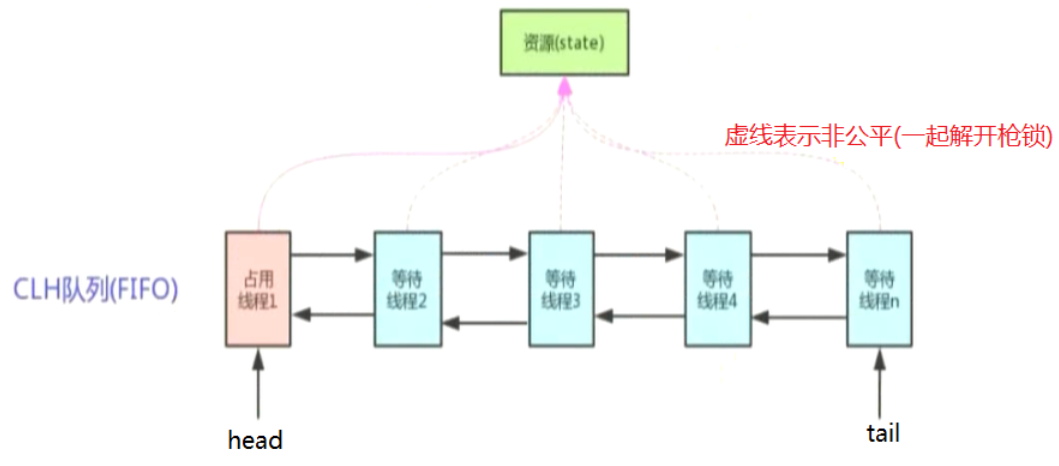 资源(state)
虚线表示非公平(一起解开枪锁)
CLH队列(FIFO)
占用
线程1
等待
线程2
等待
线程3
等待
线程4
等待
线程n
head
tail